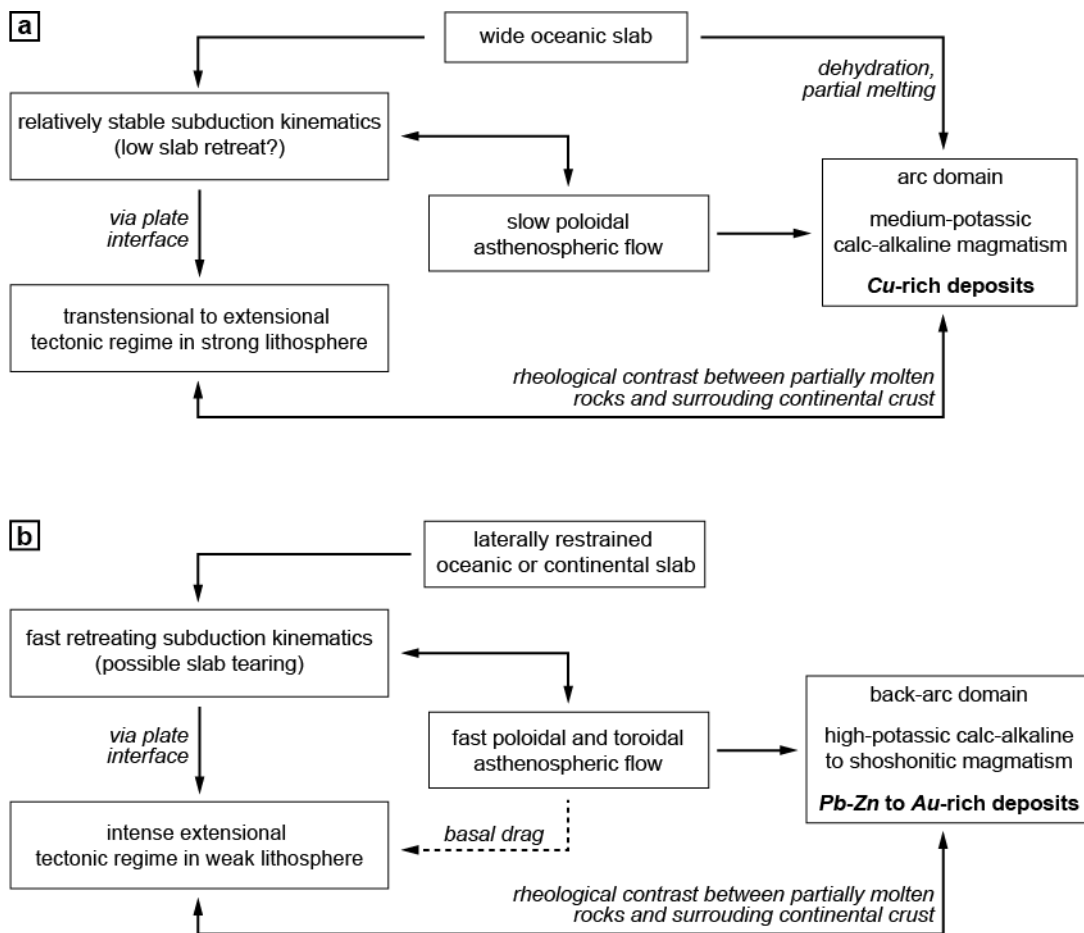 a
wide oceanic slab
dehydration,
partial melting
relatively stable subduction kinematics
(low slab retreat?)
arc domain
medium-potassic
calc-alkaline magmatism
Cu-rich deposits
via plate
interface
slow poloidal
asthenospheric flow
transtensional to extensional
tectonic regime in strong lithosphere
rheological contrast between partially molten
rocks and surrouding continental crust
b
laterally restrained
oceanic or continental slab
fast retreating subduction kinematics
(possible slab tearing)
back-arc domain
high-potassic calc-alkaline
to shoshonitic magmatism
Pb-Zn to Au-rich deposits
via plate
interface
fast poloidal and toroidal
asthenospheric flow
basal drag
intense extensional
tectonic regime in weak lithosphere
rheological contrast between partially molten
rocks and surrouding continental crust